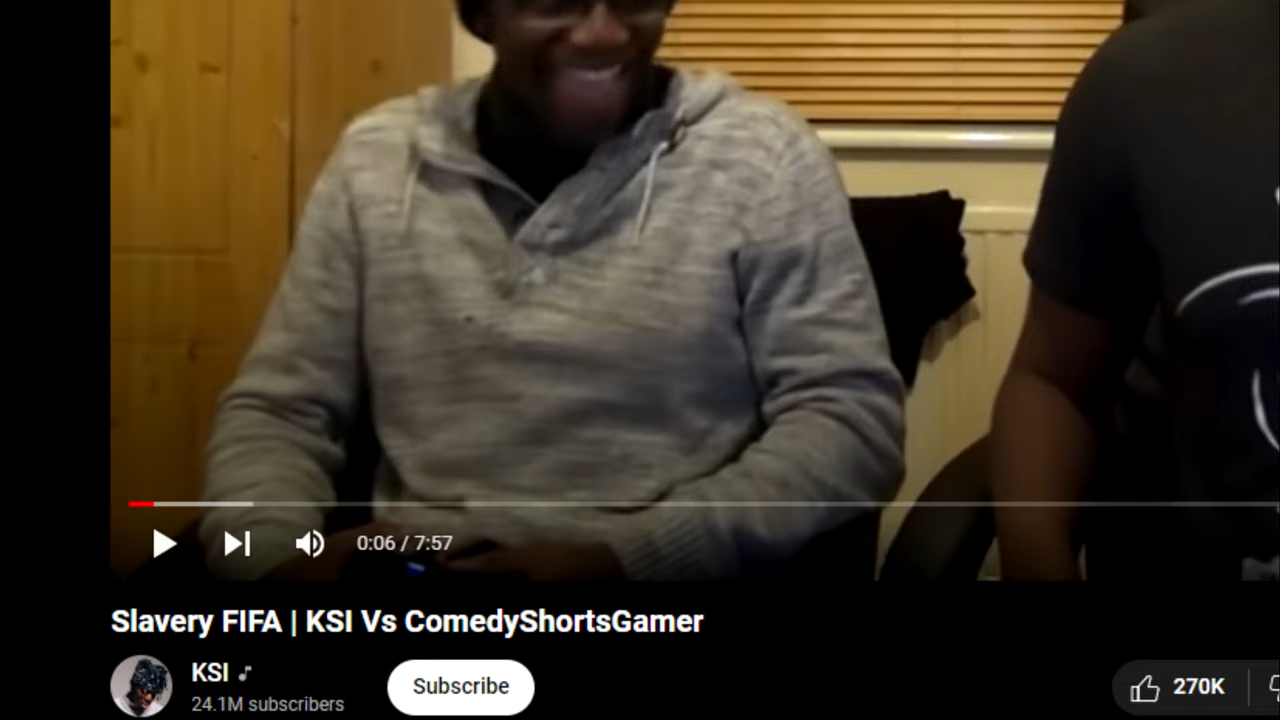 0:06 / 7:57
Slavery FIFA | KSI Vs ComedyShortsGamer
KSI
24.1M subscribers
Subscribe
270K